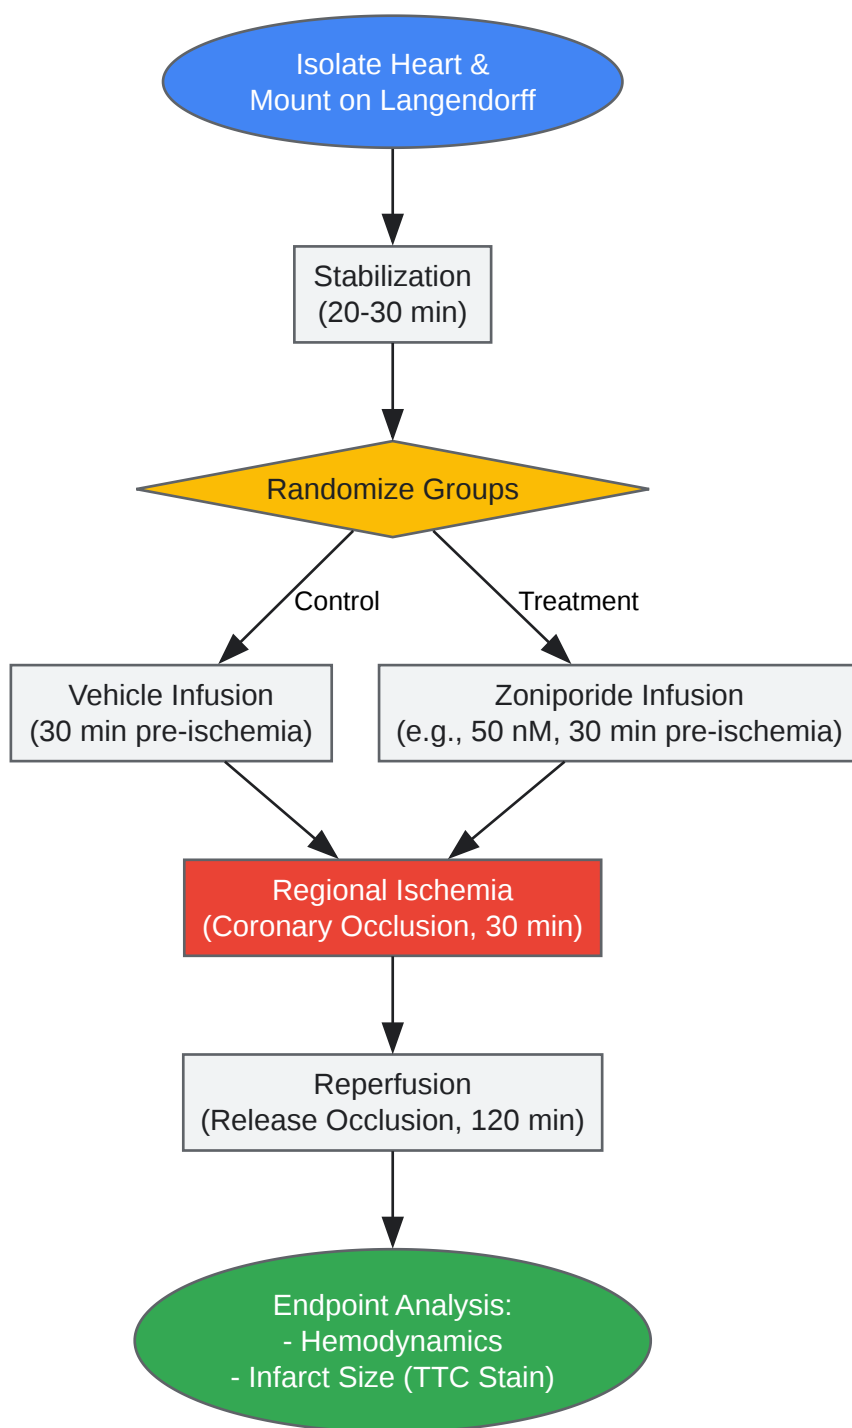 Isolate Heart &
Mount on Langendorff
Stabilization
(20-30 min)
Randomize Groups
Control
Treatment
Vehicle Infusion
(30 min pre-ischemia)
Zoniporide Infusion
(e.g., 50 nM, 30 min pre-ischemia)
Regional Ischemia
(Coronary Occlusion, 30 min)
Reperfusion
(Release Occlusion, 120 min)
Endpoint Analysis:
- Hemodynamics
- Infarct Size (TTC Stain)